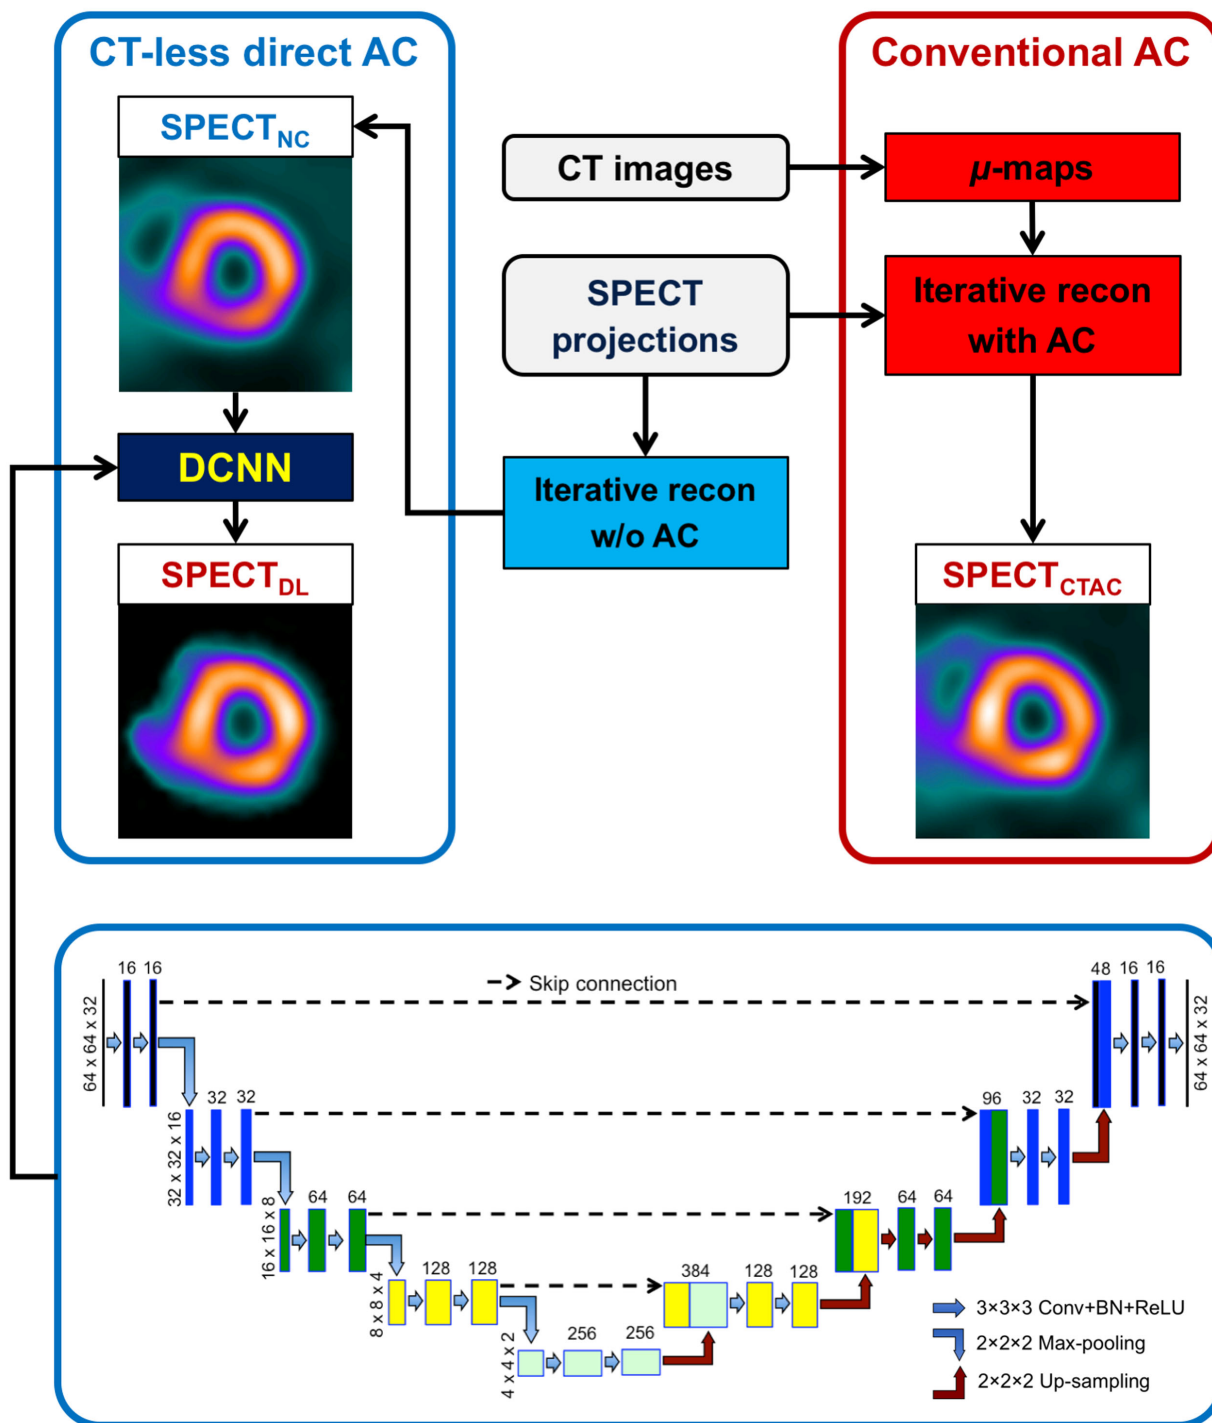 CT-less direct AC
Conventional AC
SPECTNC
CT images
μ-maps
SPECT
projections
Iterative recon
with AC
DCNN
Iterative recon
w/o AC
SPECTDL
SPECTCTAC
16 16
Skip connection
48 16 16
64 x 64 x 32
64 x 64 x 32
32 32
96 32 32
32 x 32 x 16
64 64
192 64 64
16 x 16 x 8
128 128
384 128 128
8 x 8 x 4
256 256
4 x 4 x 2
3×3×3 Conv+BN+ReLU
2×2×2 Max-pooling
2×2×2 Up-sampling